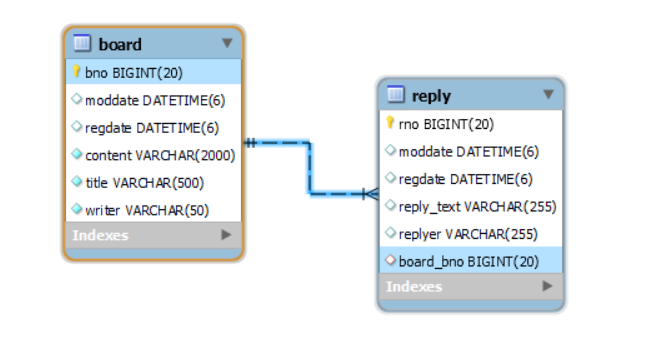 board
bno BIGINT(20)
moddate DATETIME(6)
regdate DATETIME(6)
content VARCHAR(2000)
title VARCHAR(500)
writer VARCHAR(50)
Indexes
reply
rno BIGINT(20)
moddate DATETIME(6)
regdate DATETIME(6)
reply_text VARCHAR(255)
replyer VARCHAR(255)
board_bno BIGINT(20)
Indexes